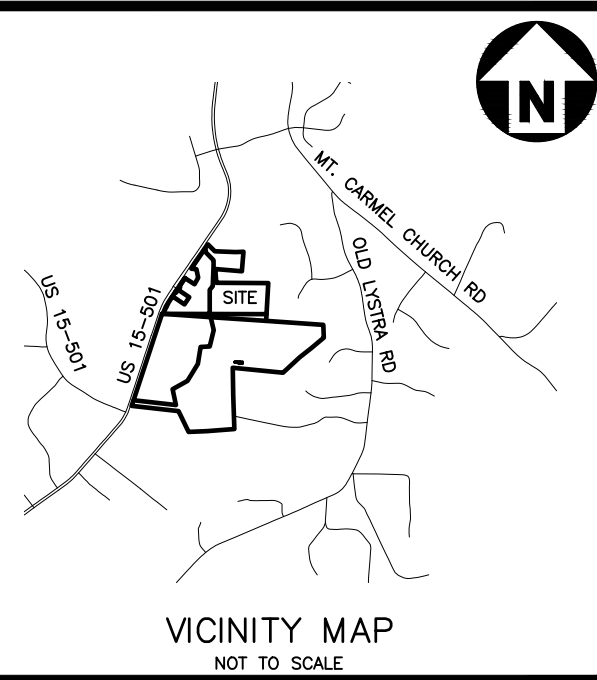 N
MT. CARMEL CHURCH RD
OLD LYSTRA RD
US 15-501
US 15-501
SITE
VICINITY MAP
NOT TO SCALE